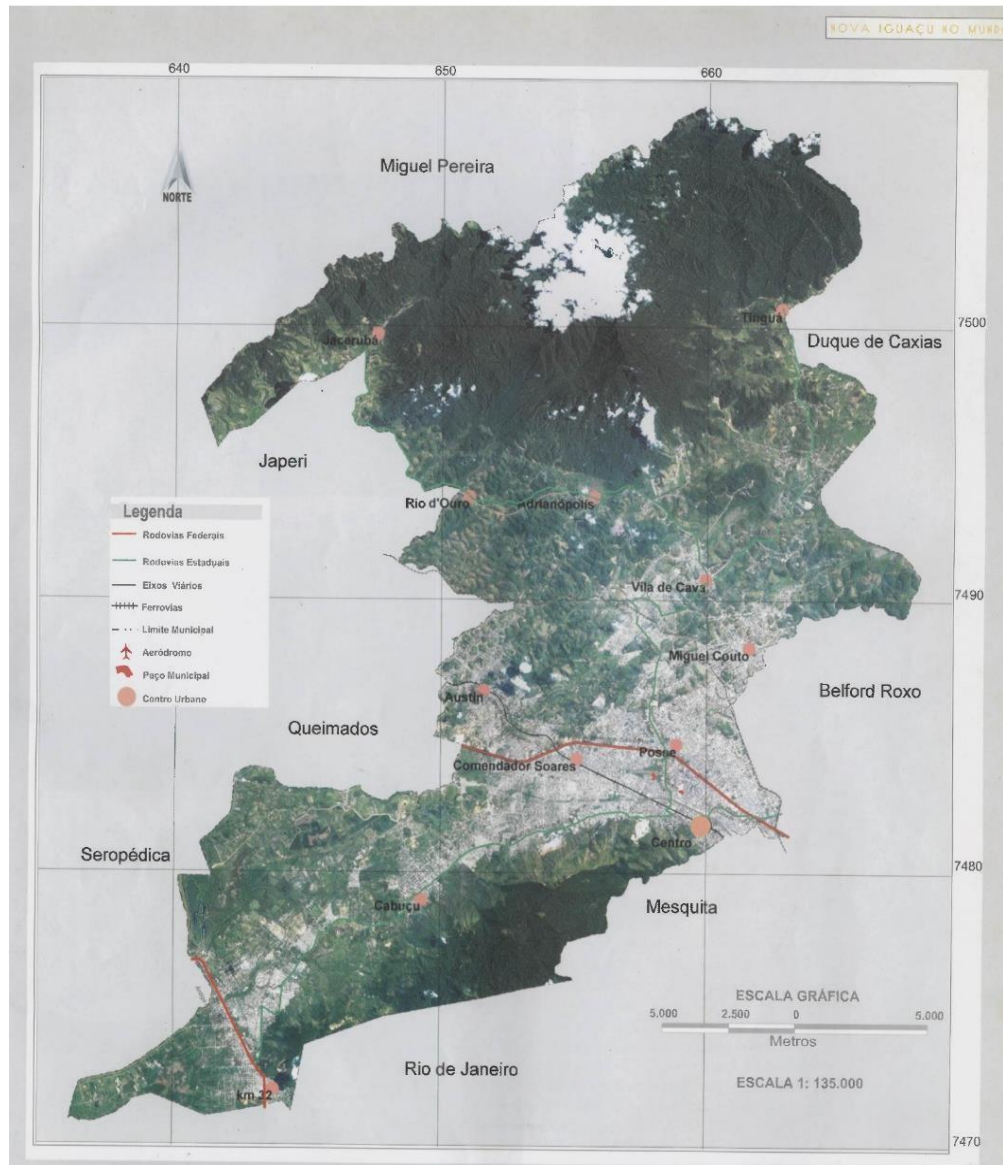 NOVA IGUAÇU NO MUNDO
640
650
660
Miguel Pereira
NORTE
Tinguá
7500
Jaceruba
Duque de Caxias
Japeri
Rio d'Ouro
Adrianópolis
Legenda
Rodovias Federais
Rodovias Estaduais
Eixos Viários
Ferrovias
Limite Municipal
Aeródromo
Paço Municipal
Centro Urbano
Vila de Cava
7490
Miguel Couto
Belford Roxo
Austin
Queimados
Posse
Comendador Soares
Centro
Seropédica
7480
Cabuçu
Mesquita
ESCALA GRÁFICA
5.000 2.500 0 5.000
Metros
Rio de Janeiro
ESCALA 1: 135.000
km 32
7470